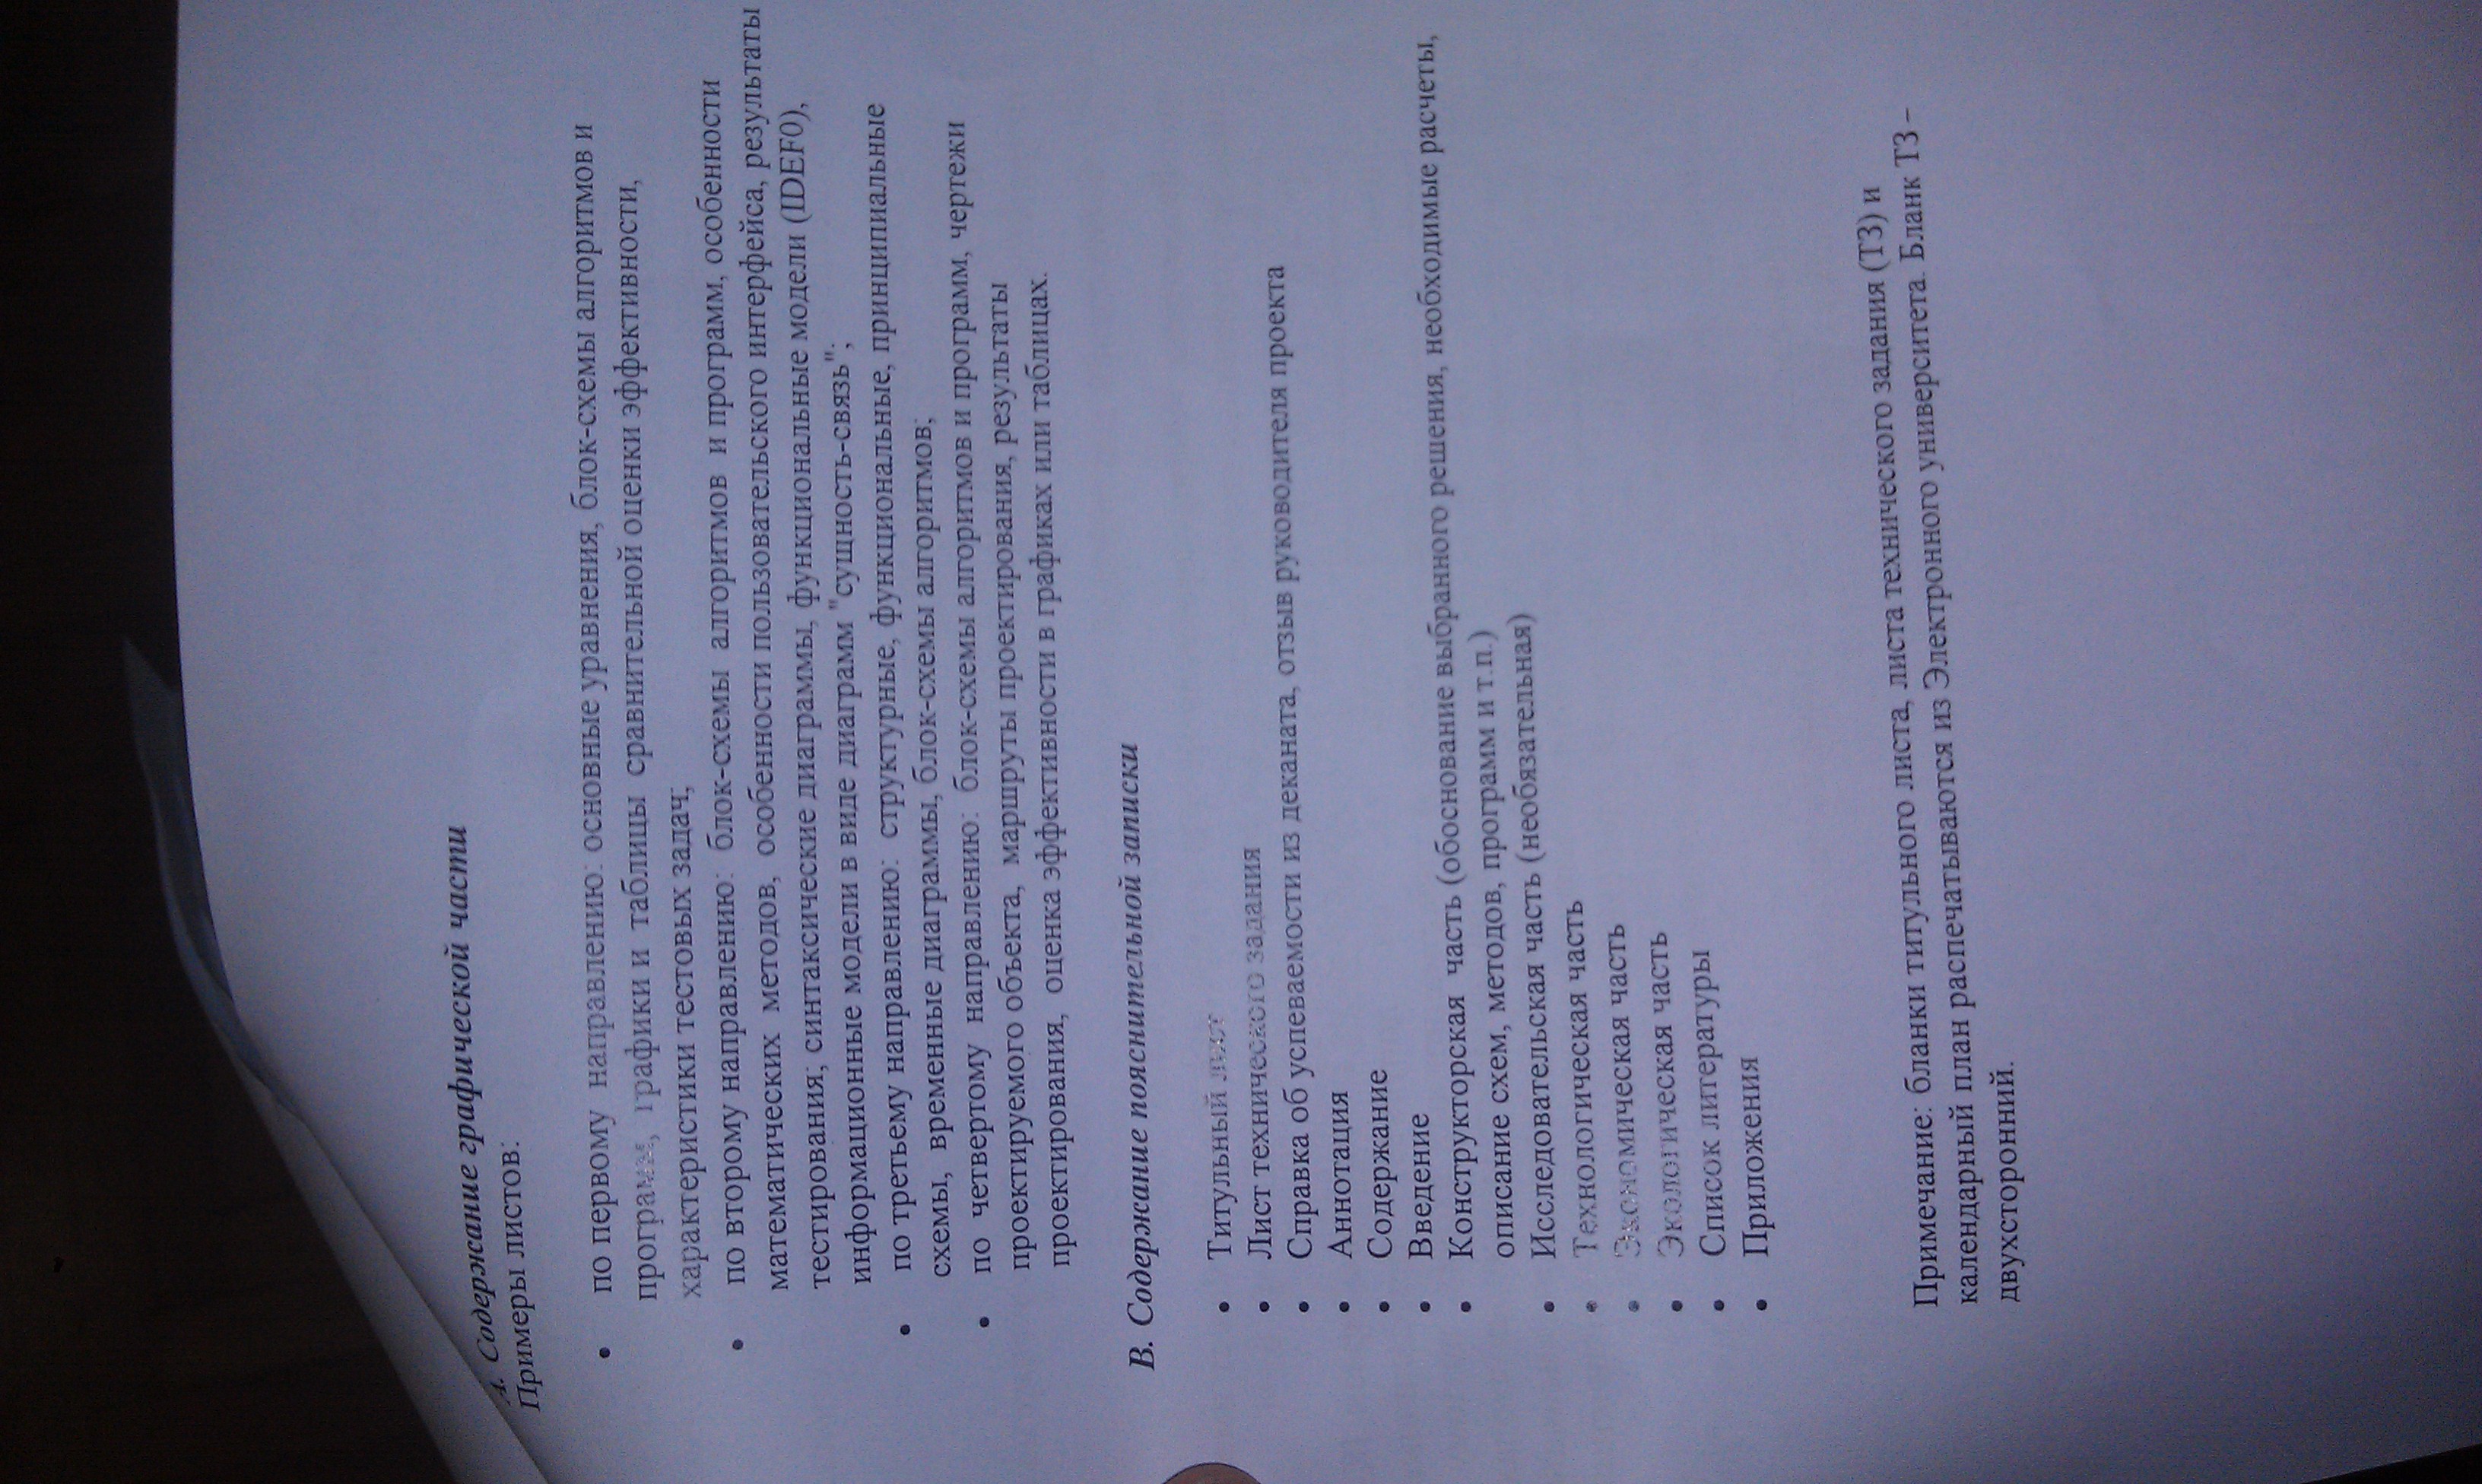 А. Содержание графической части
Примеры листов:
• по первому направлению: основные уравнения, блок-схемы алгоритмов и
программ, графики и таблицы сравнительной оценки эффективности,
характеристики тестовых задач;
• по второму направлению: блок-схемы алгоритмов и программ, особенности
математических методов, особенности пользовательского интерфейса, результаты
тестирования; синтаксические диаграммы, функциональные модели (IDEF0),
информационные модели в виде диаграмм "сущность-связь";
• по третьему направлению: структурные, функциональные, принципиальные
схемы, временные диаграммы, блок-схемы алгоритмов;
• по четвертому направлению: блок-схемы алгоритмов и программ, чертежи
проектируемого объекта, маршруты проектирования, результаты
проектирования, оценка эффективности в графиках или таблицах.
В. Содержание пояснительной записки
• Титульный лист
• Лист технического задания
• Справка об успеваемости из деканата, отзыв руководителя проекта
• Аннотация
• Содержание
• Введение
• Конструкторская часть (обоснование выбранного решения, необходимые расчеты,
описание схем, методов, программ и т.п.)
• Исследовательская часть (необязательная)
• Технологическая часть
• Экономическая часть
• Экологическая часть
• Список литературы
• Приложения
Примечание: бланки титульного листа, листа технического задания (ТЗ) и
календарный план распечатываются из Электронного университета. Бланк ТЗ –
двухсторонний.